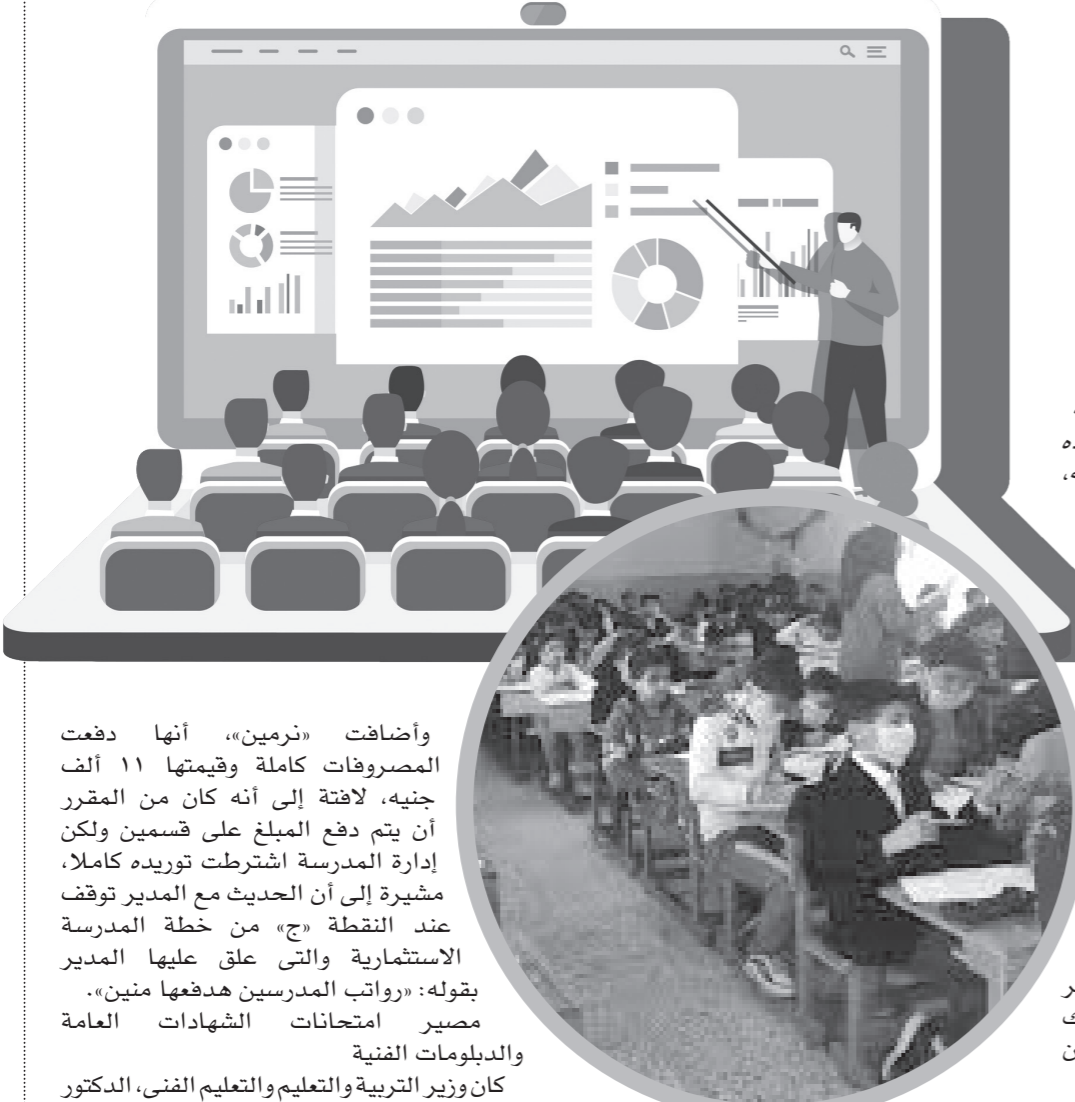 وأضافت «نرمين»، أنها دفعت
المصروفات كاملة وقيمتها ١١ ألف
جنيه، لافتة إلى أنه كان من المقرر
أن يتم دفع المبلغ على قسمين ولكن
إدارة المدرسة اشترطت توريده كاملا،
مشيرة إلى أن الحديث مع المدير توقف
عند النقطة «ج» من خطة المدرسة
الاستثمارية والتى علق عليها المدير
بقوله: «رواتب المدرسين هدفعها منين».
مصير امتحانات الشهادات العامة
والدبلومات الفنية
كان وزير التربية والتعليم والتعليم الفنى، الدكتور